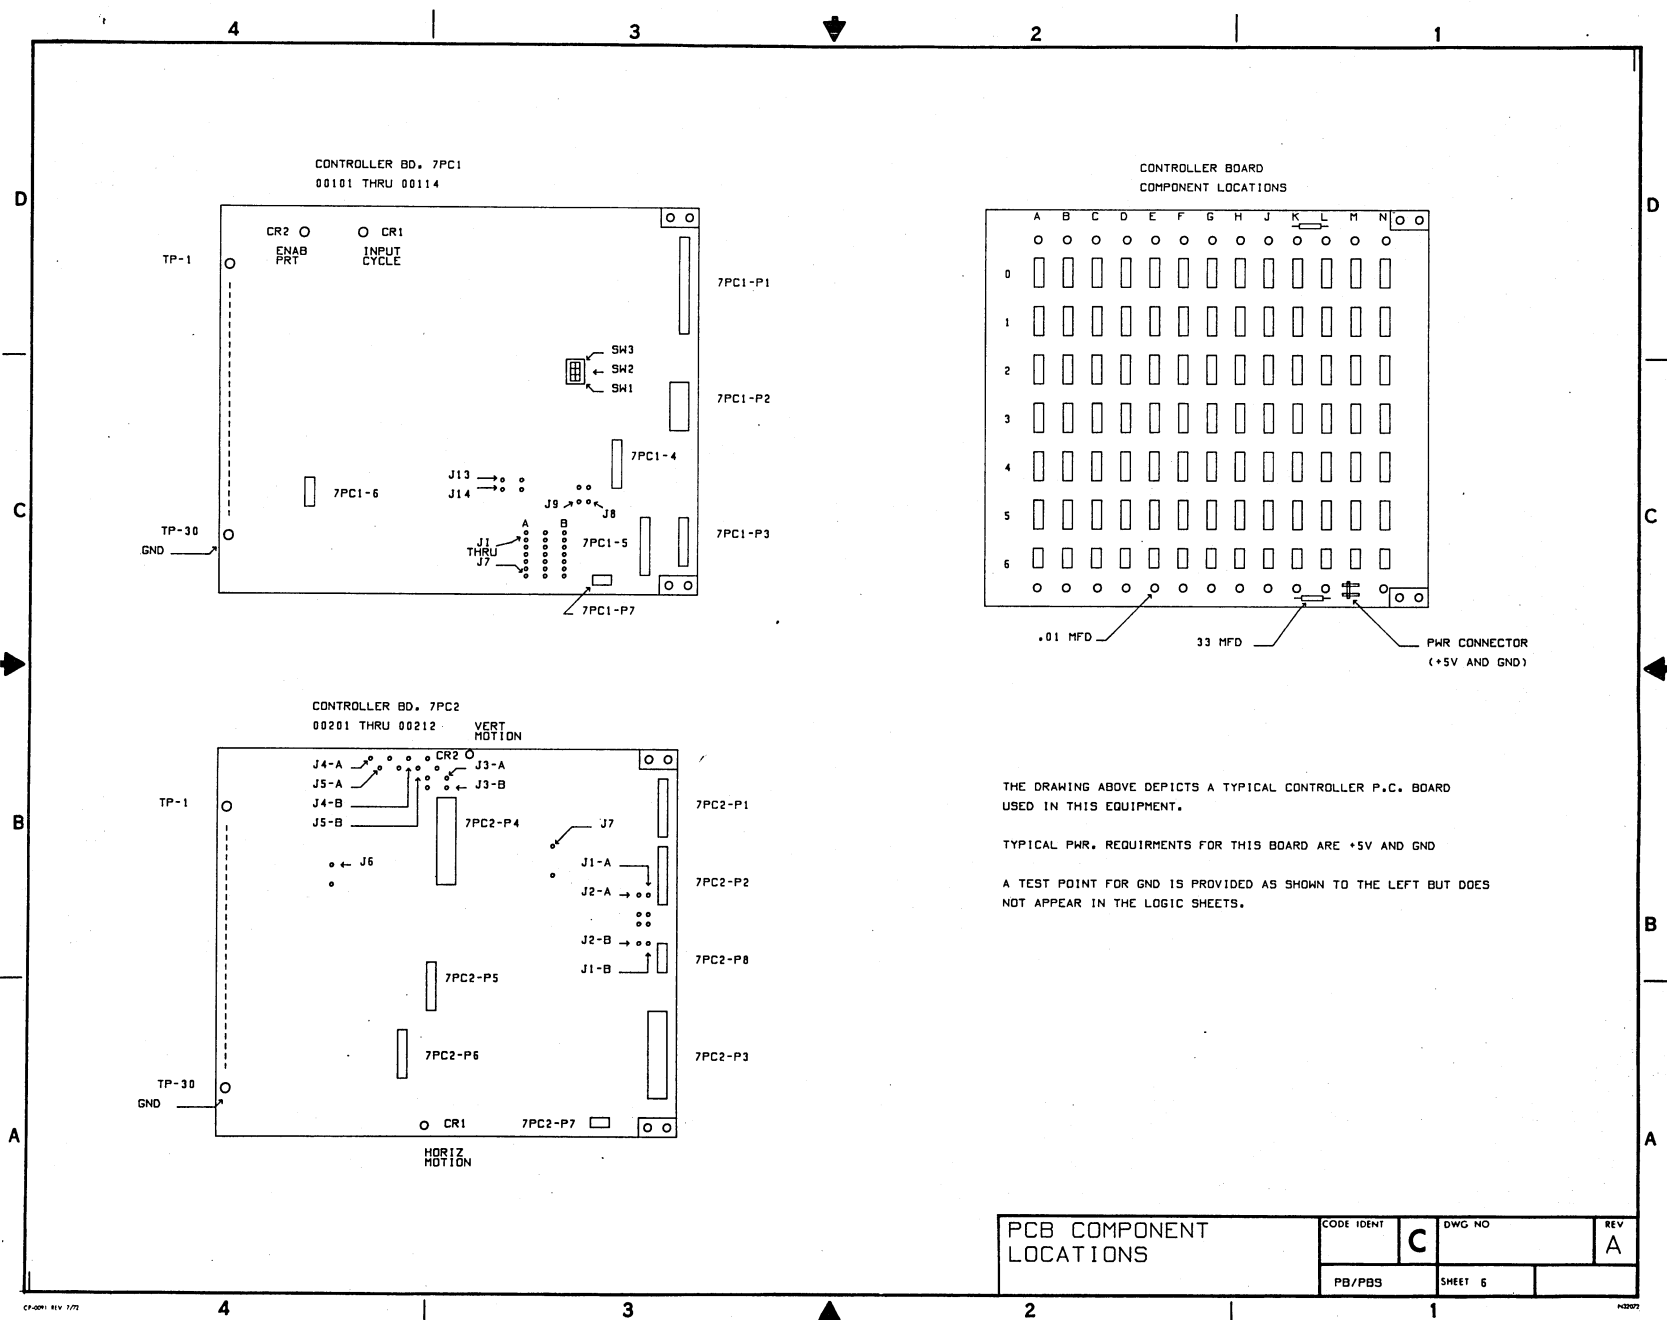 4 3 2 1
D
C
B
A
CONTROLLER BD. 7PC1
00101 THRU 00114
CR2
CR1
ENAB
PRT
INPUT
CYCLE
TP-1
7PC1-P1
SW3
SW2
SW1
7PC1-P2
7PC1-4
J13
J14
7PC1-6
J9
J8
A B
J1
THRU
J7
7PC1-5
7PC1-P3
TP-30
GND
7PC1-P7
CONTROLLER BOARD
COMPONENT LOCATIONS
A B C D E F G H J K L M N
0
1
2
3
4
5
6
.01 MFD
33 MFD
PWR CONNECTOR
(+5V AND GND)
CONTROLLER BD. 7PC2
00201 THRU 00212
VERT
MOTION
CR2
J4-A
J5-A
J4-B
J5-B
J3-A
J3-B
TP-1
7PC2-P4
J7
7PC2-P1
J6
J1-A
J2-A
7PC2-P2
J2-B
J1-B
7PC2-P8
7PC2-P5
7PC2-P6
7PC2-P3
TP-30
GND
CR1
7PC2-P7
HORIZ
MOTION
THE DRAWING ABOVE DEPICTS A TYPICAL CONTROLLER P.C. BOARD
USED IN THIS EQUIPMENT.
TYPICAL PWR. REQUIRMENTS FOR THIS BOARD ARE +5V AND GND
A TEST POINT FOR GND IS PROVIDED AS SHOWN TO THE LEFT BUT DOES
NOT APPEAR IN THE LOGIC SHEETS.
D
C
B
A
PCB COMPONENT
LOCATIONS
CODE IDENT
C
DWG NO
REV
A
PB/PBS
SHEET 6
CP-0091 REV 7/72
4 3 2 1